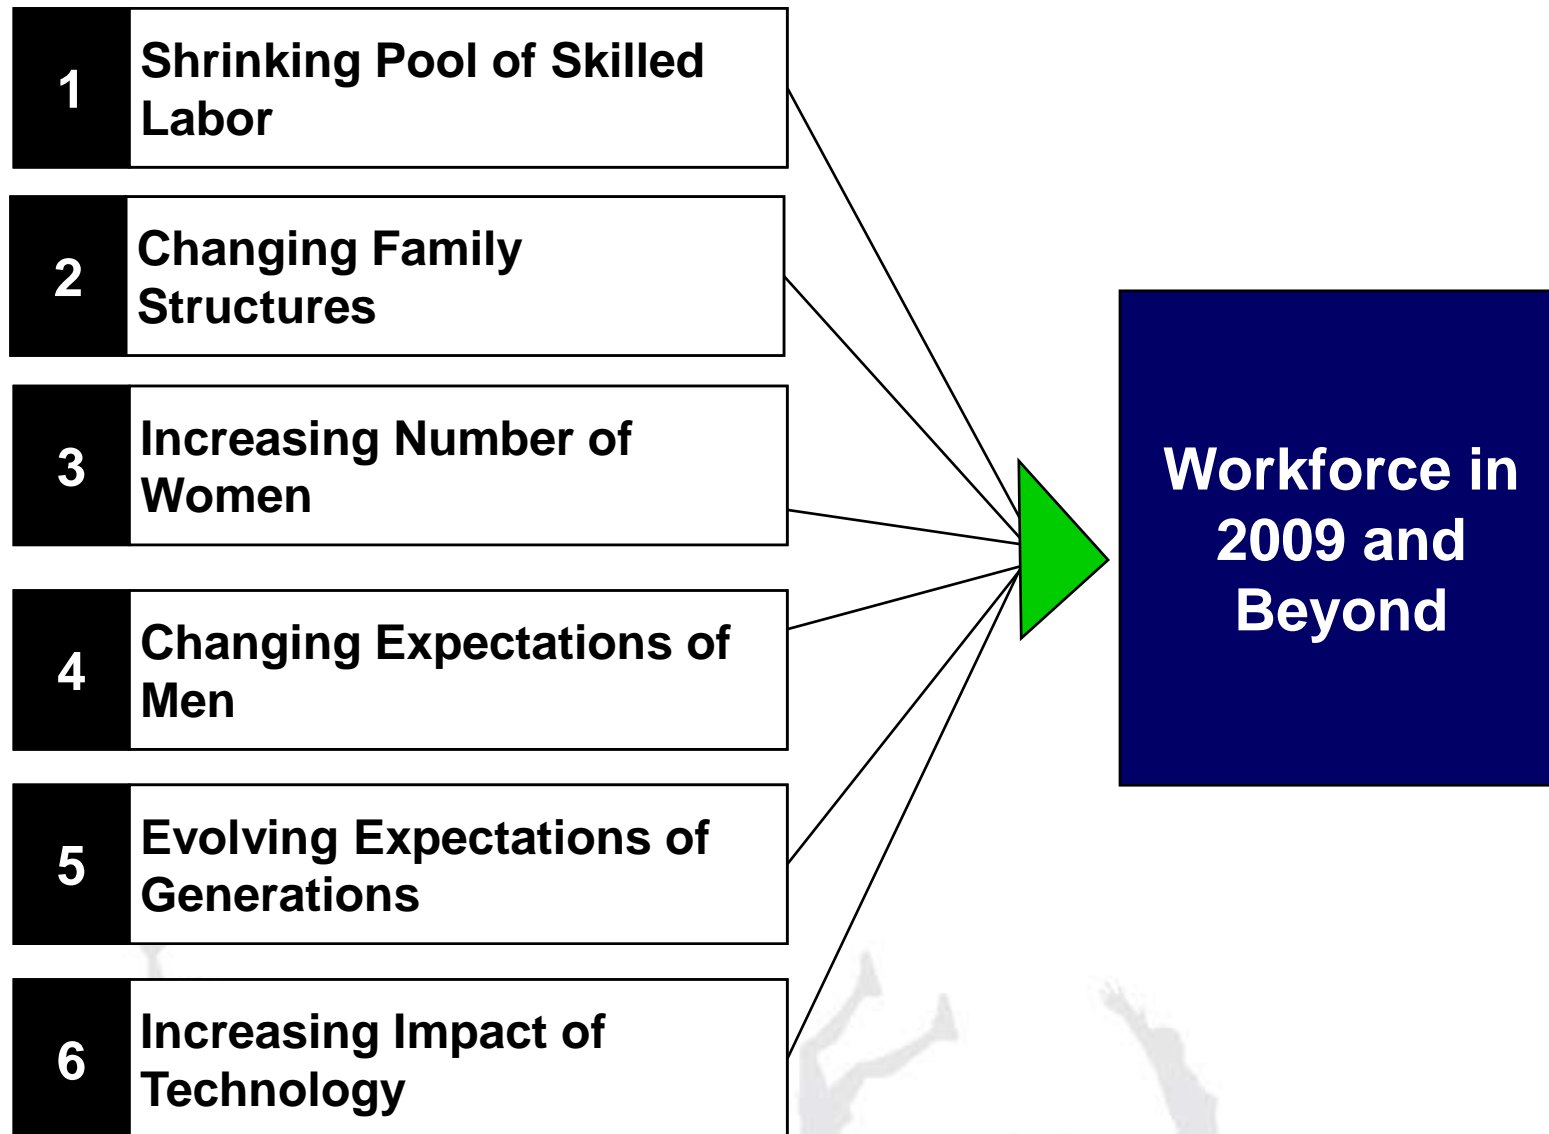 1
Shrinking Pool of Skilled
Labor
2
Changing Family
Structures
3
Increasing Number of
Women
4
Changing Expectations of
Men
5
Evolving Expectations of
Generations
6
Increasing Impact of
Technology
Workforce in
2009 and
Beyond